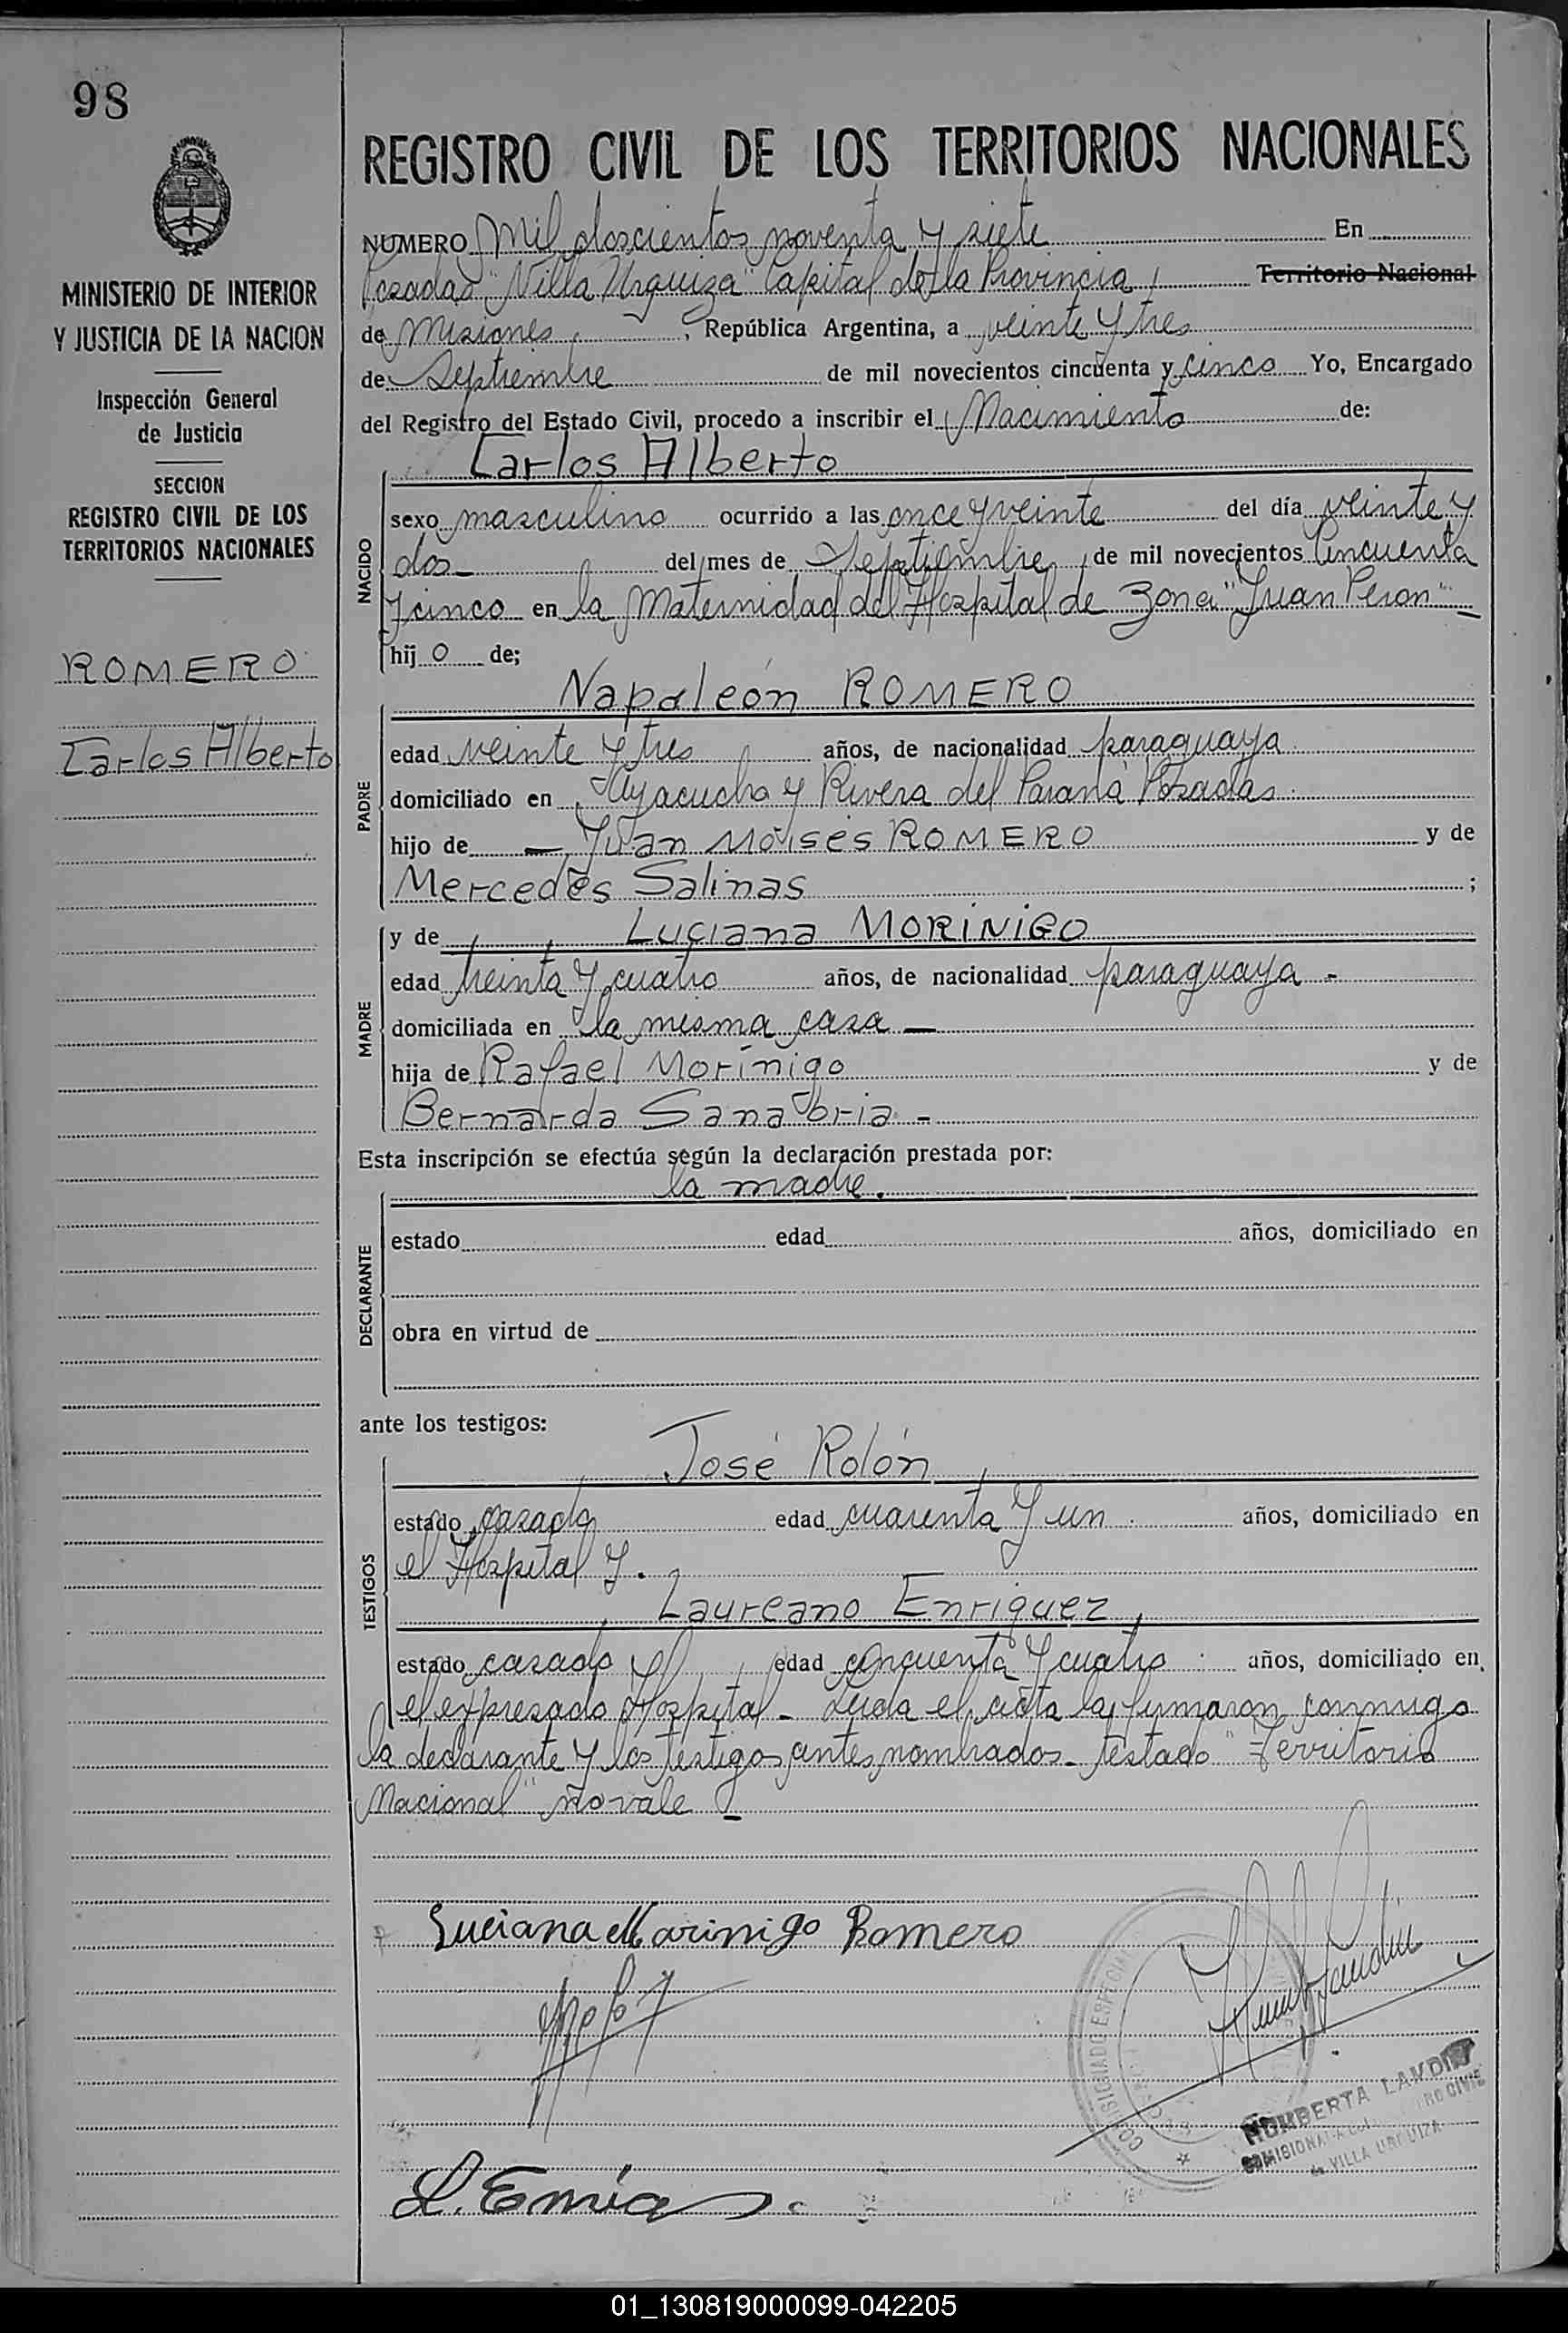 98
REGISTRO CIVIL DE LOS TERRITORIOS NACIONALES
MINISTERIO DE INTERIOR
Y JUSTICIA DE LA NACION
Inspección General
de Justicia
SECCION
REGISTRO CIVIL DE LOS
TERRITORIOS NACIONALES
ROMERO
Carlos Alberto
NUMERO Mil doscientos noventa y siete En
Posadas "Villa Urquiza" Capital de la Provincia, Territorio Nacional
de Misiones, República Argentina, a veinte y tres
de Septiembre de mil novecientos cincuenta y cinco Yo, Encargado
del Registro del Estado Civil, procedo a inscribir el Nacimiento de:
Carlos Alberto
NACIDO
sexo masculino ocurrido a las once y veinte del día veinte y
dos del mes de Septiembre, de mil novecientos cincuenta
y cinco en la Maternidad del Hospital de Zona "Juan Peron" -
hij o de;
Napaleón ROMERO
PADRE
edad veinte y tres años, de nacionalidad paraguaya
domiciliado en Ayacucho y Rivera del Paraná Posadas
hijo de - Juan Moises ROMERO y de
Mercedes Salinas ;
y de Luciana MORINIGO
MADRE
edad treinta y cuatro años, de nacionalidad paraguaya -
domiciliada en la misma casa -
hija de Rafael Morínigo y de
Bernarda Sanabria -
Esta inscripción se efectúa según la declaración prestada por:
la madre.
DECLARANTE
estado edad años, domiciliado en
obra en virtud de
ante los testigos:
José Rolón,
TESTIGOS
estado casado edad cuarenta y un años, domiciliado en
el Hospital y.
Laureano Enriquez,
estado casado edad cincuenta y cuatro años, domiciliado en
el expresado Hospital - Leida el acta la firmaron conmigo
la declarante y los testigos antes nombrados - testado "Territorio
Nacional" no vale -
Luciana Morinigo Romero
HUMBERTA LANDI
VILLA URQUIZA
01_130819000099-042205